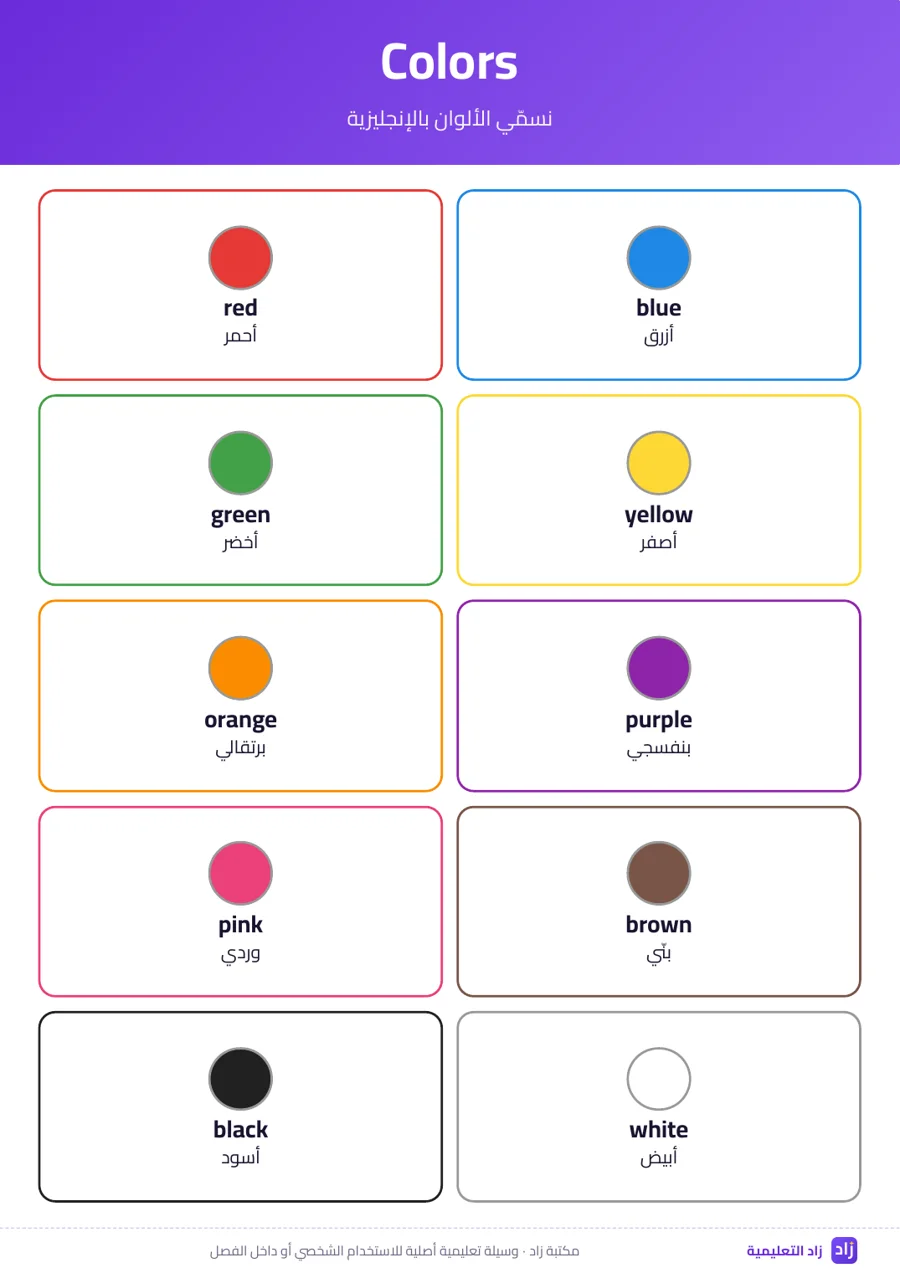 Colors
نسمّي الألوان بالإنجليزية
red
أحمر
blue
أزرق
green
أخضر
yellow
أصفر
orange
برتقالي
purple
بنفسجي
pink
وردي
brown
بنّي
black
أسود
white
أبيض
زاد
زاد التعليمية
مكتبة زاد · وسيلة تعليمية أصلية للاستخدام الشخصي أو داخل الفصل